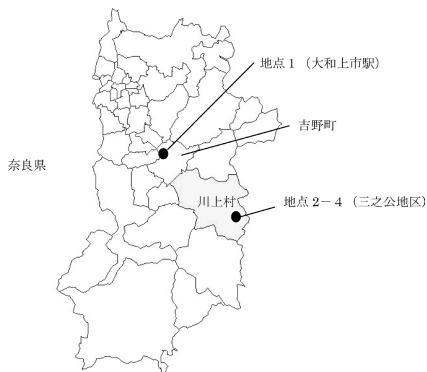 地点1（大和上市駅）
吉野町
奈良県
川上村
地点2－4（三之公地区）